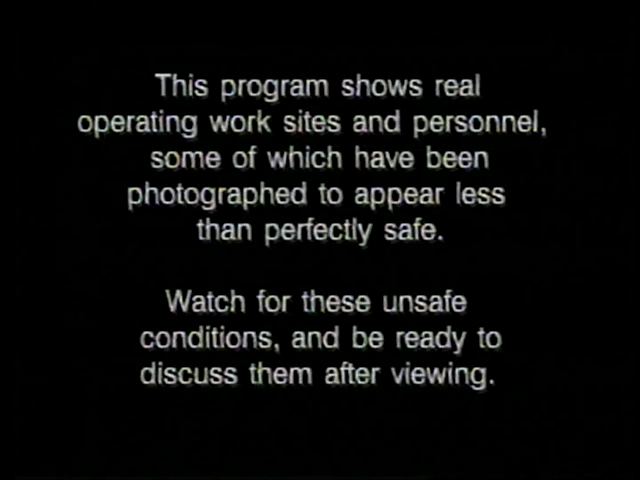 This program shows real
operating work sites and personnel,
some of which have been
photographed to appear less
than perfectly safe.
Watch for these unsafe
conditions, and be ready to
discuss them after viewing.